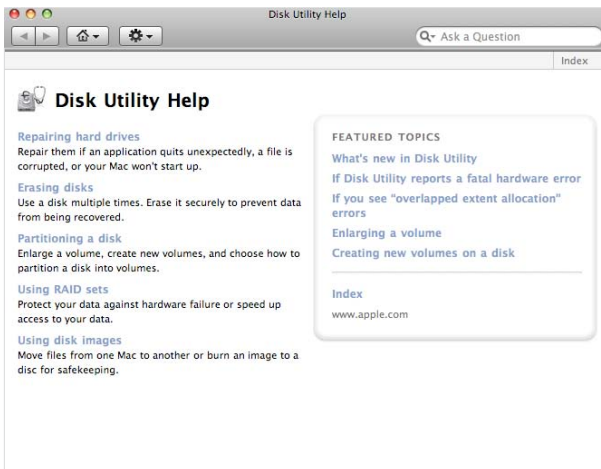 Disk Utility Help
Ask a Question
Index
Disk Utility Help
Repairing hard drives
Repair them if an application quits unexpectedly, a file is
corrupted, or your Mac won't start up.
Erasing disks
Use a disk multiple times. Erase it securely to prevent data
from being recovered.
Partitioning a disk
Enlarge a volume, create new volumes, and choose how to
partition a disk into volumes.
Using RAID sets
Protect your data against hardware failure or speed up
access to your data.
Using disk images
Move files from one Mac to another or burn an image to a
disc for safekeeping.
FEATURED TOPICS
What's new in Disk Utility
If Disk Utility reports a fatal hardware error
If you see "overlapped extent allocation"
errors
Enlarging a volume
Creating new volumes on a disk
Index
www.apple.com